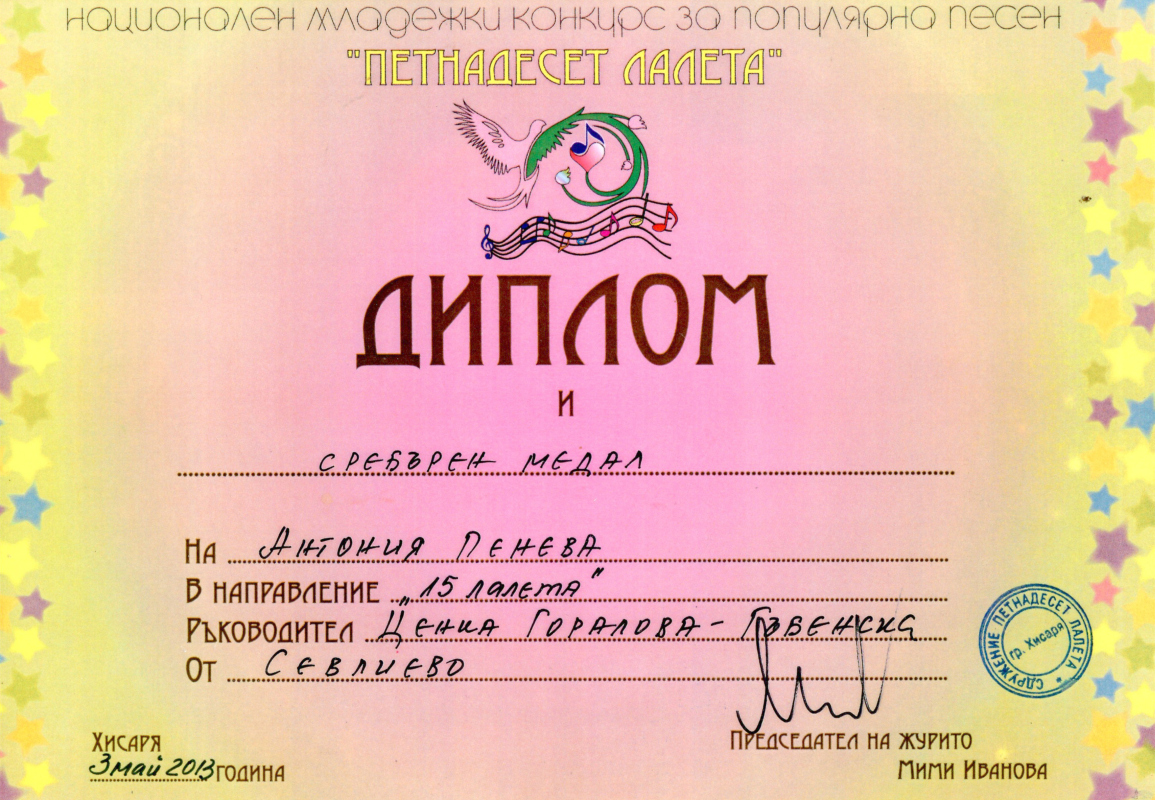 национален младежки конкурс за популярна песен
"ПЕТНАДЕСЕТ ЛАЛЕТА"
ДИПЛОМ
и
СРЕБЪРЕН МЕДАЛ
На АНТОНИЯ ПЕНЕВА
В направление „15 лалета"
Ръководител ЦЕНКА ГОРАЛОВА - ГЪБЕНСКА
От СЕВЛИЕВО
СДРУЖЕНИЕ ПЕТНАДЕСЕТ ЛАЛЕТА *
гр. Хисаря
Хисаря
3 май 2013 година
Председател на журито
Мими Иванова